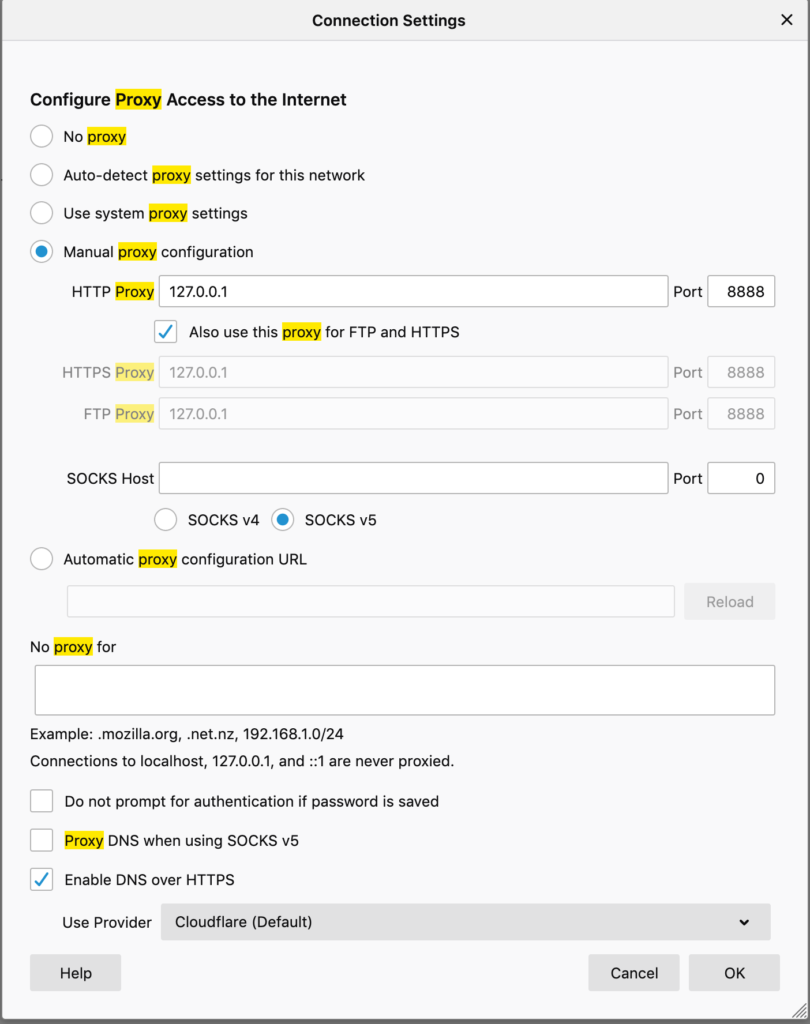 Connection Settings
Configure Proxy Access to the Internet
No proxy
Auto-detect proxy settings for this network
Use system proxy settings
Manual proxy configuration
HTTP Proxy 127.0.0.1 Port 8888
Also use this proxy for FTP and HTTPS
HTTPS Proxy 127.0.0.1 Port 8888
FTP Proxy 127.0.0.1 Port 8888
SOCKS Host Port 0
SOCKS v4 SOCKS v5
Automatic proxy configuration URL
Reload
No proxy for
Example: .mozilla.org, .net.nz, 192.168.1.0/24
Connections to localhost, 127.0.0.1, and ::1 are never proxied.
Do not prompt for authentication if password is saved
Proxy DNS when using SOCKS v5
Enable DNS over HTTPS
Use Provider Cloudflare (Default)
Help Cancel OK